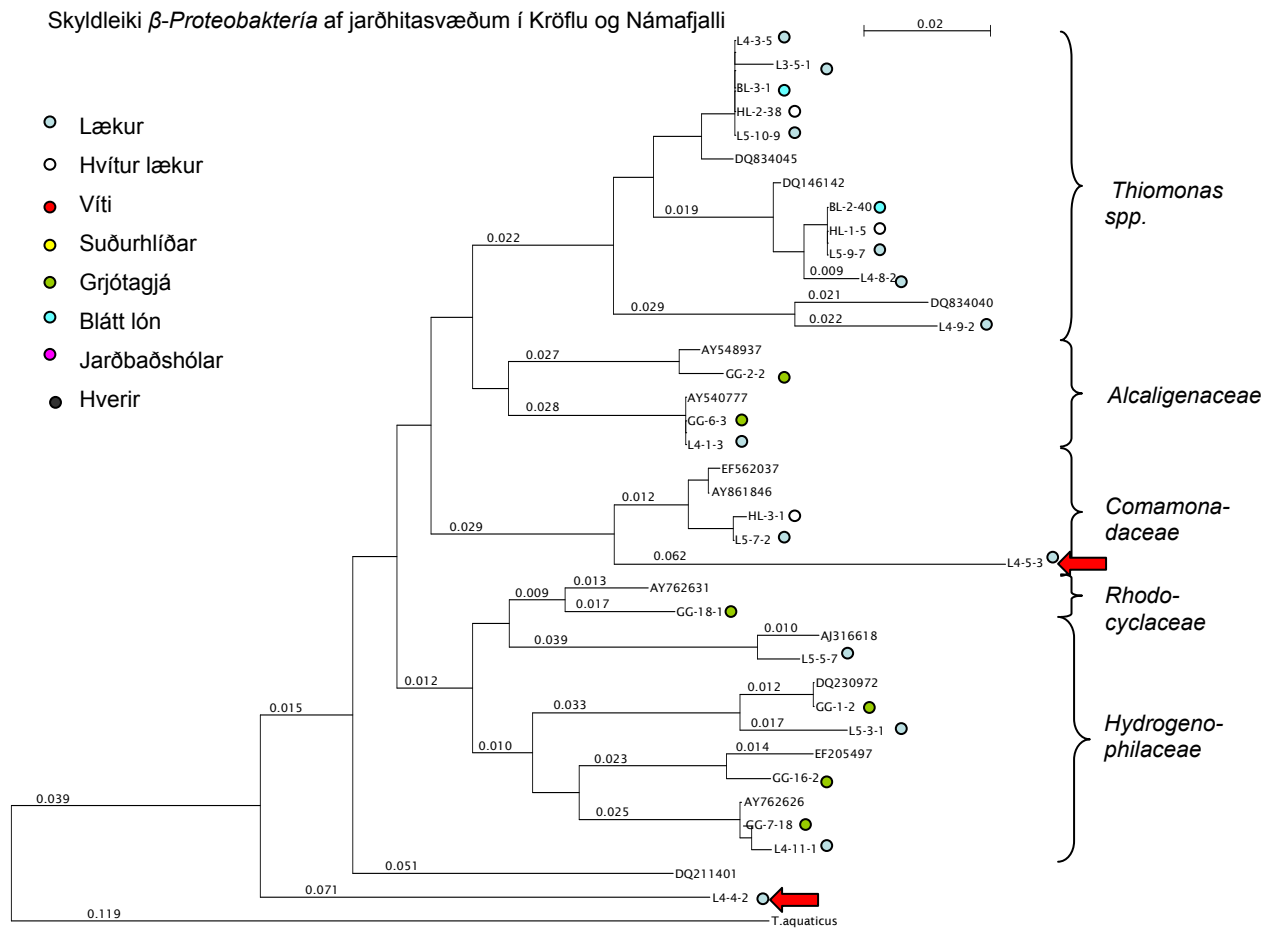 Skyldleiki β-Proteobaktería af jarðhitasvæðum í Kröflu og Námafjalli
0.02
Lækur
Hvítur lækur
Víti
Suðurhlíðar
Grjótagjá
Blátt lón
Jarðbaðshólar
Hverir
L4-3-5
L3-5-1
BL-3-1
HL-2-38
L5-10-9
DQ834045
DQ146142
0.019
BL-2-40
HL-1-5
L5-9-7
0.009
L4-8-2
0.022
0.021
DQ834040
0.029
0.022
L4-9-2
Thiomonas
spp.
0.027
AY548937
GG-2-2
0.028
AY540777
GG-6-3
L4-1-3
Alcaligenaceae
EF562037
0.012
AY861846
HL-3-1
0.029
L5-7-2
0.062
L4-5-3
Comamona-
daceae
0.013
AY762631
0.009
0.017
GG-18-1
Rhodo-
cyclaceae
0.010
AJ316618
0.039
L5-5-7
0.012
0.012
DQ230972
GG-1-2
0.033
0.017
L5-3-1
0.010
0.014
EF205497
0.023
GG-16-2
0.025
AY762626
GG-7-18
L4-11-1
Hydrogeno-
philaceae
0.015
0.051
DQ211401
0.039
0.071
L4-4-2
0.119
T.aquaticus